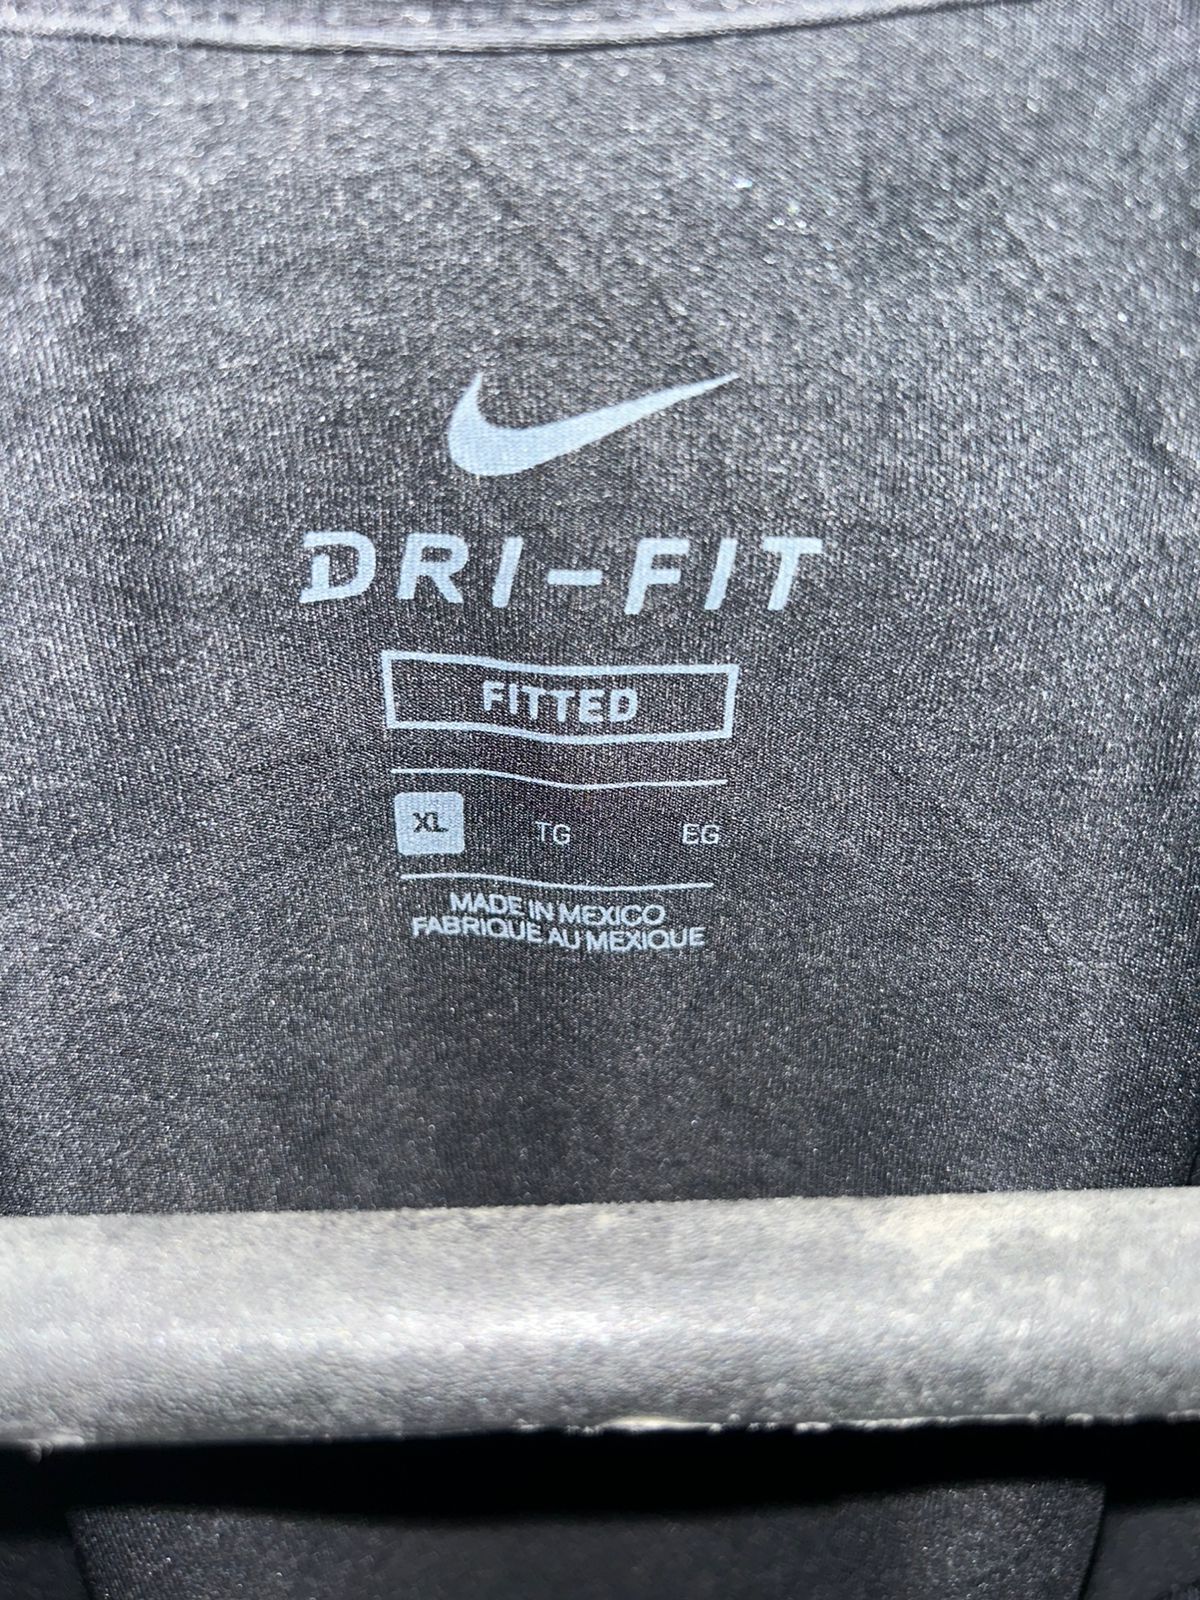 DRI-FIT
FITTED
XL TG EG
MADE IN MEXICO
FABRIQUE AU MEXIQUE